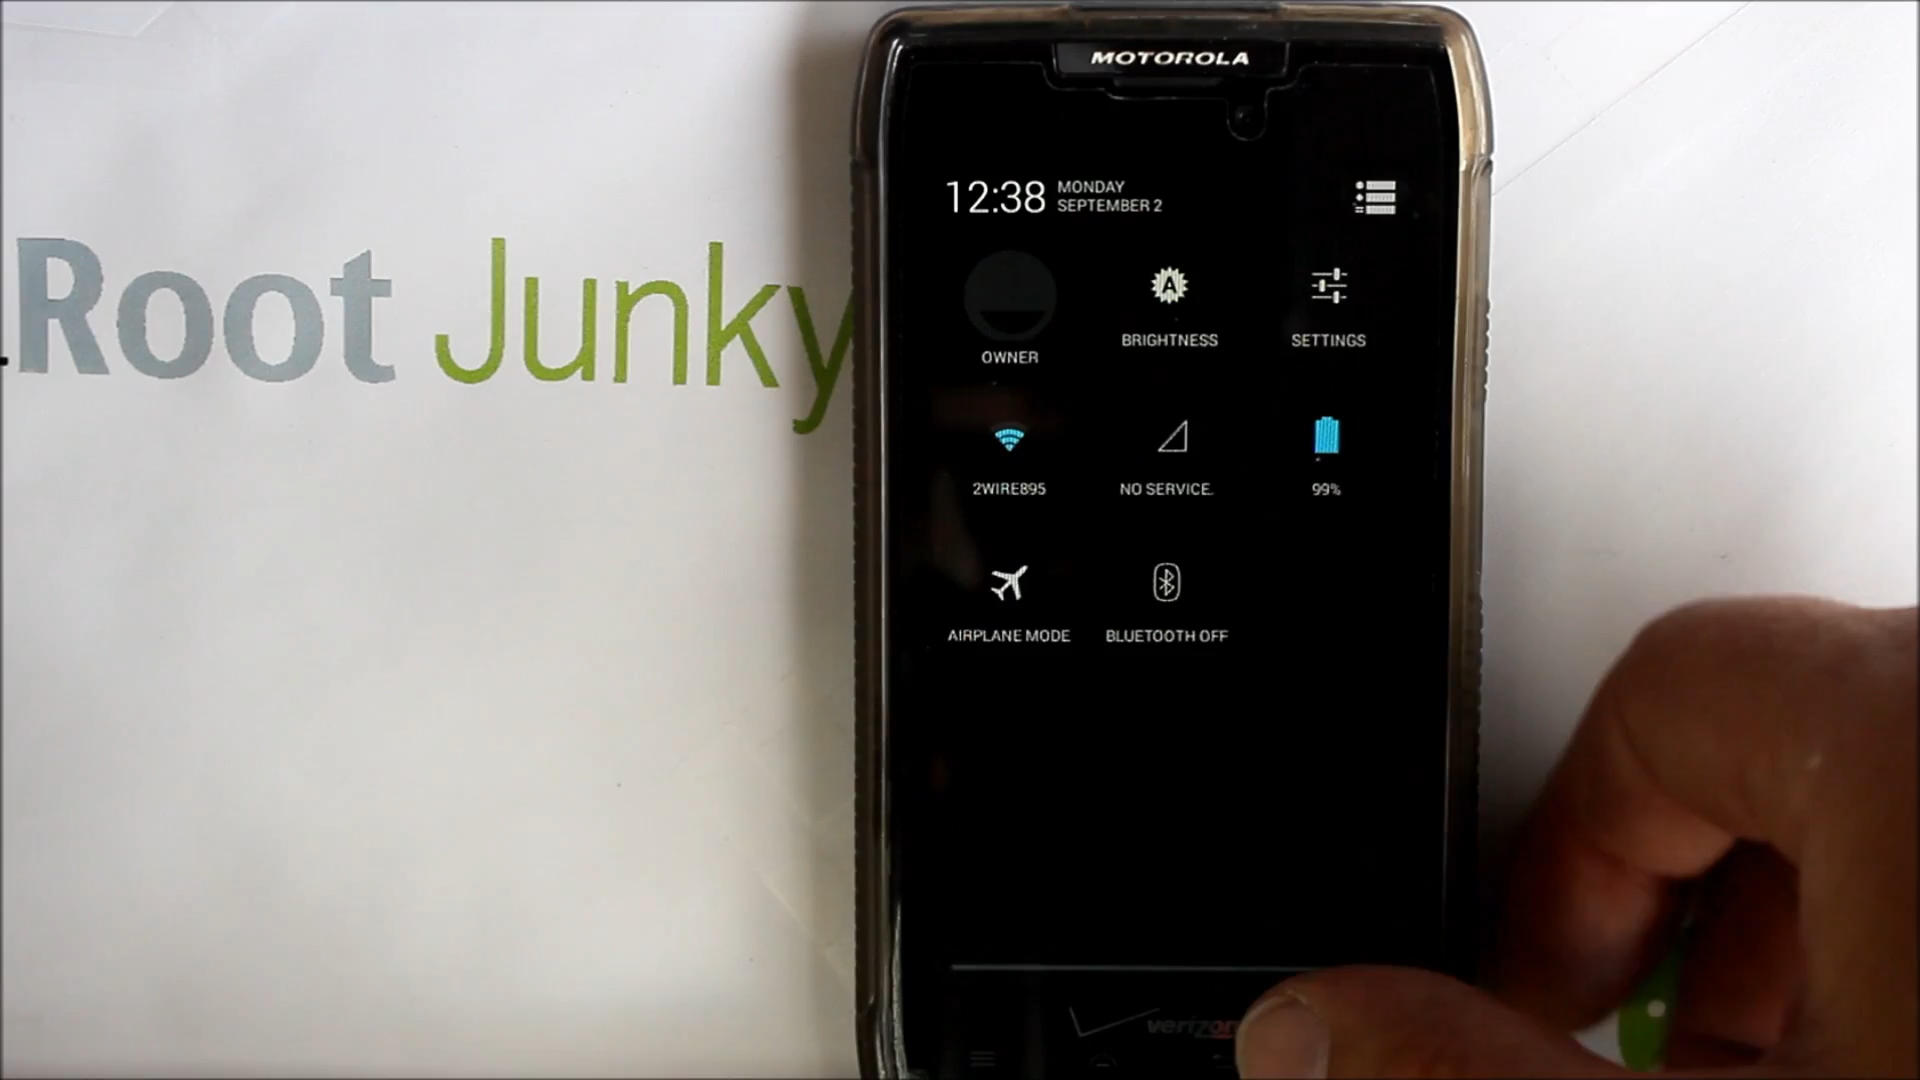 Root Junky
MOTOROLA
12:38
MONDAY
SEPTEMBER 2
OWNER
BRIGHTNESS
SETTINGS
2WIRE895
NO SERVICE.
99%
AIRPLANE MODE
BLUETOOTH OFF
verizon